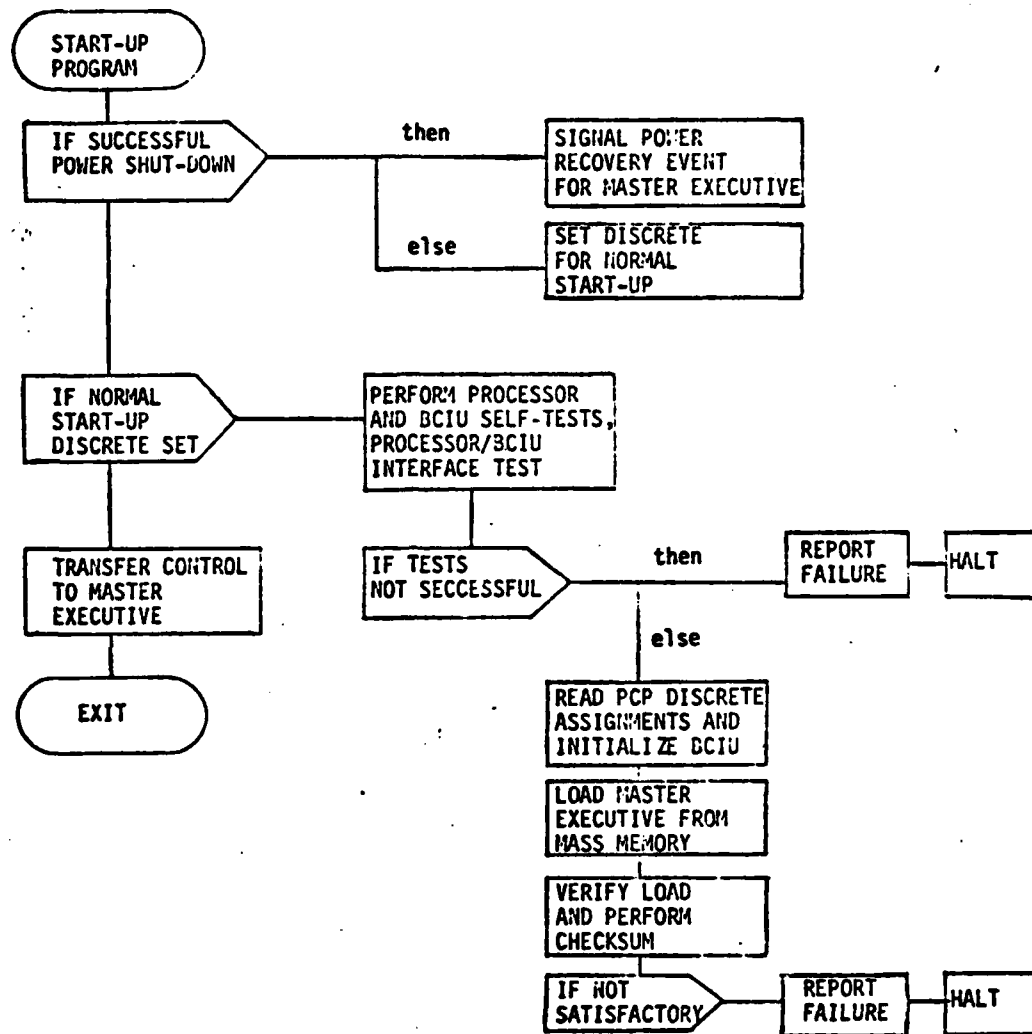 START-UP
PROGRAM
IF SUCCESSFUL
POWER SHUT-DOWN
then
SIGNAL POWER
RECOVERY EVENT
FOR MASTER EXECUTIVE
else
SET DISCRETE
FOR NORMAL
START-UP
IF NORMAL
START-UP
DISCRETE SET
PERFORM PROCESSOR
AND BCIU SELF-TESTS,
PROCESSOR/BCIU
INTERFACE TEST
TRANSFER CONTROL
TO MASTER
EXECUTIVE
IF TESTS
NOT SECCESSFUL
then
REPORT
FAILURE
HALT
else
EXIT
READ PCP DISCRETE
ASSIGNMENTS AND
INITIALIZE BCIU
LOAD MASTER
EXECUTIVE FROM
MASS MEMORY
VERIFY LOAD
AND PERFORM
CHECKSUM
IF NOT
SATISFACTORY
REPORT
FAILURE
HALT